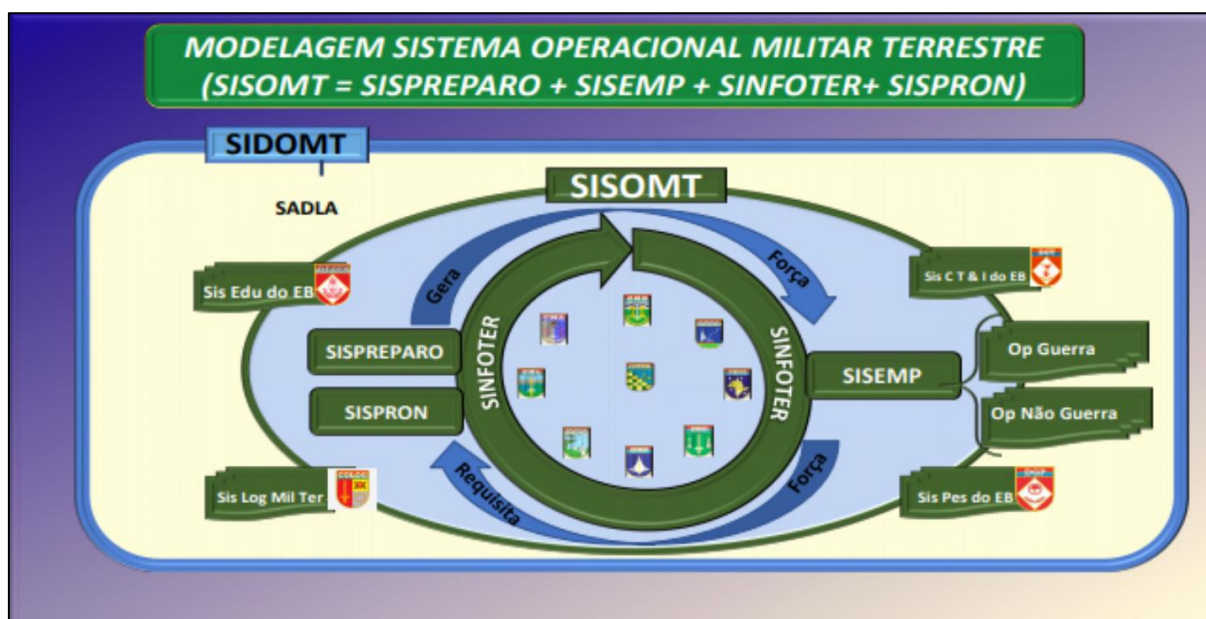 MODELAGEM SISTEMA OPERACIONAL MILITAR TERRESTRE
(SISOMT = SISPREPARO + SISEMP + SINFOTER+ SISPRON)
SIDOMT
SADLA
SISOMT
Gera
Força
Sis Edu do EB
Sis C T & I do EB
SISPREPARO
SISPRON
SINFOTER
SINFOTER
SISEMP
Op Guerra
Op Não Guerra
Requisita
Força
Sis Log Mil Ter
COLOG
Sis Pes do EB
DGP